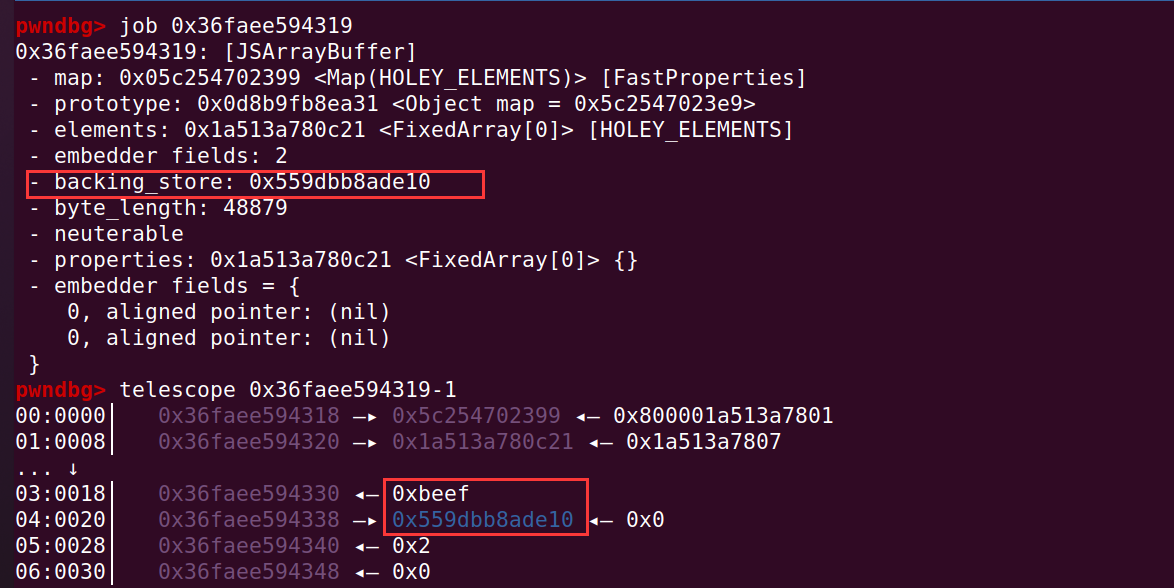 pwndbg> job 0x36faee594319
0x36faee594319: [JSArrayBuffer]
 - map: 0x05c254702399 <Map(HOLEY_ELEMENTS)> [FastProperties]
 - prototype: 0x0d8b9fb8ea31 <Object map = 0x5c2547023e9>
 - elements: 0x1a513a780c21 <FixedArray[0]> [HOLEY_ELEMENTS]
 - embedder fields: 2
 - backing_store: 0x559dbb8ade10
 - byte_length: 48879
 - neuterable
 - properties: 0x1a513a780c21 <FixedArray[0]> {}
 - embedder fields = {
    0, aligned pointer: (nil)
    0, aligned pointer: (nil)
 }
pwndbg> telescope 0x36faee594319-1
00:0000│   0x36faee594318 —▸ 0x5c254702399 ◂— 0x800001a513a7801
01:0008│   0x36faee594320 —▸ 0x1a513a780c21 ◂— 0x1a513a7807
... ↓
03:0018│   0x36faee594330 ◂— 0xbeef
04:0020│   0x36faee594338 —▸ 0x559dbb8ade10 ◂— 0x0
05:0028│   0x36faee594340 ◂— 0x2
06:0030│   0x36faee594348 ◂— 0x0